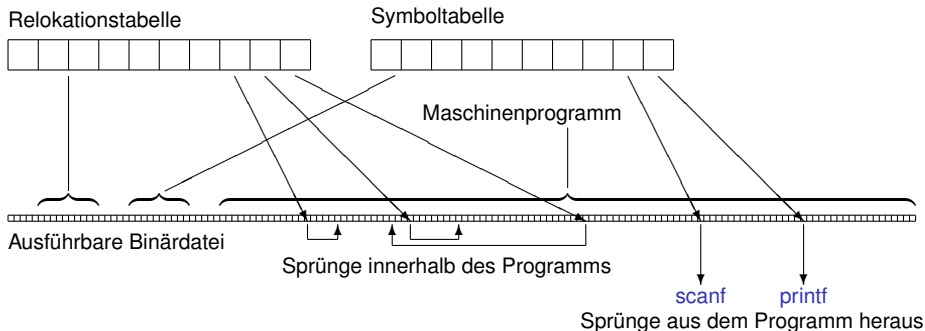 Relokationstabelle
Symboltabelle
Maschinenprogramm
Ausführbare Binärdatei
Sprünge innerhalb des Programms
scanf
printf
Sprünge aus dem Programm heraus